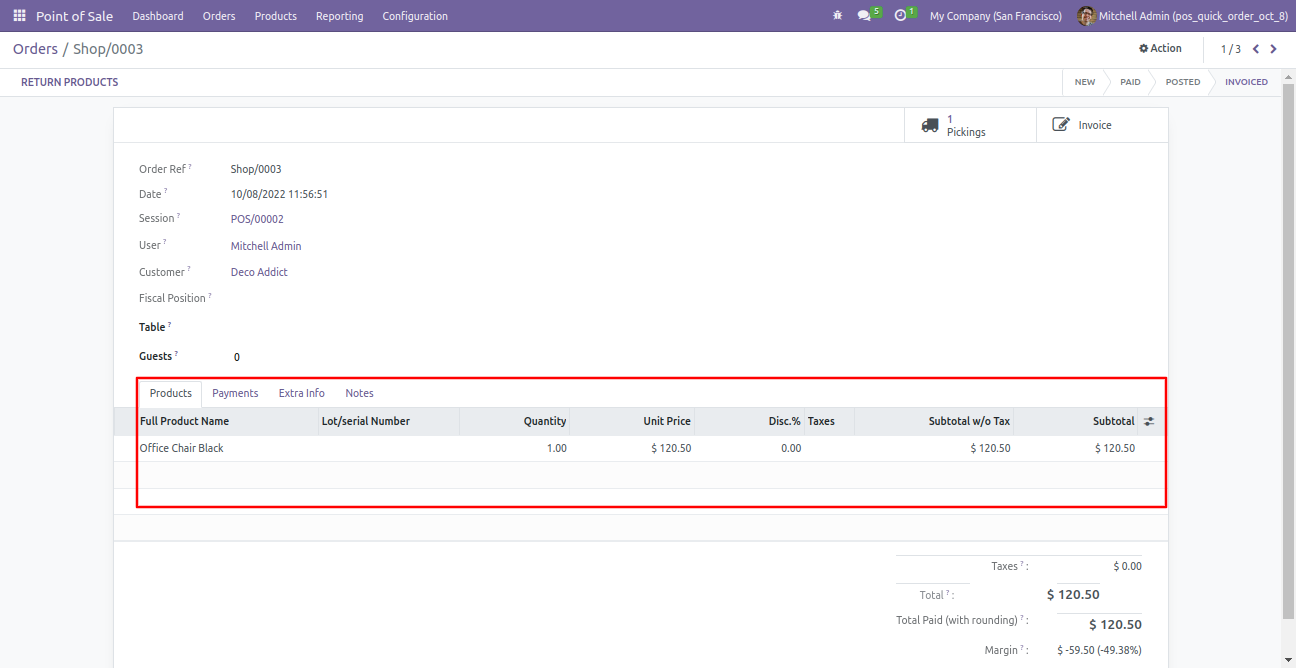 Point of Sale Dashboard Orders Products Reporting Configuration 5 1 My Company (San Francisco) Mitchell Admin (pos_quick_order_oct_8)
Orders / Shop/0003 Action 1 / 3
RETURN PRODUCTS NEW PAID POSTED INVOICED
1
Pickings
Invoice
Order Ref ? Shop/0003
Date ? 10/08/2022 11:56:51
Session ? POS/00002
User ? Mitchell Admin
Customer ? Deco Addict
Fiscal Position ?
Table ?
Guests ? 0
Products Payments Extra Info Notes
Full Product Name Lot/serial Number Quantity Unit Price Disc.% Taxes Subtotal w/o Tax Subtotal
Office Chair Black 1.00 $ 120.50 0.00 $ 120.50 $ 120.50
Taxes ? : $ 0.00
Total ? : $ 120.50
Total Paid (with rounding) ? : $ 120.50
Margin ? : $ -59.50 (-49.38%)